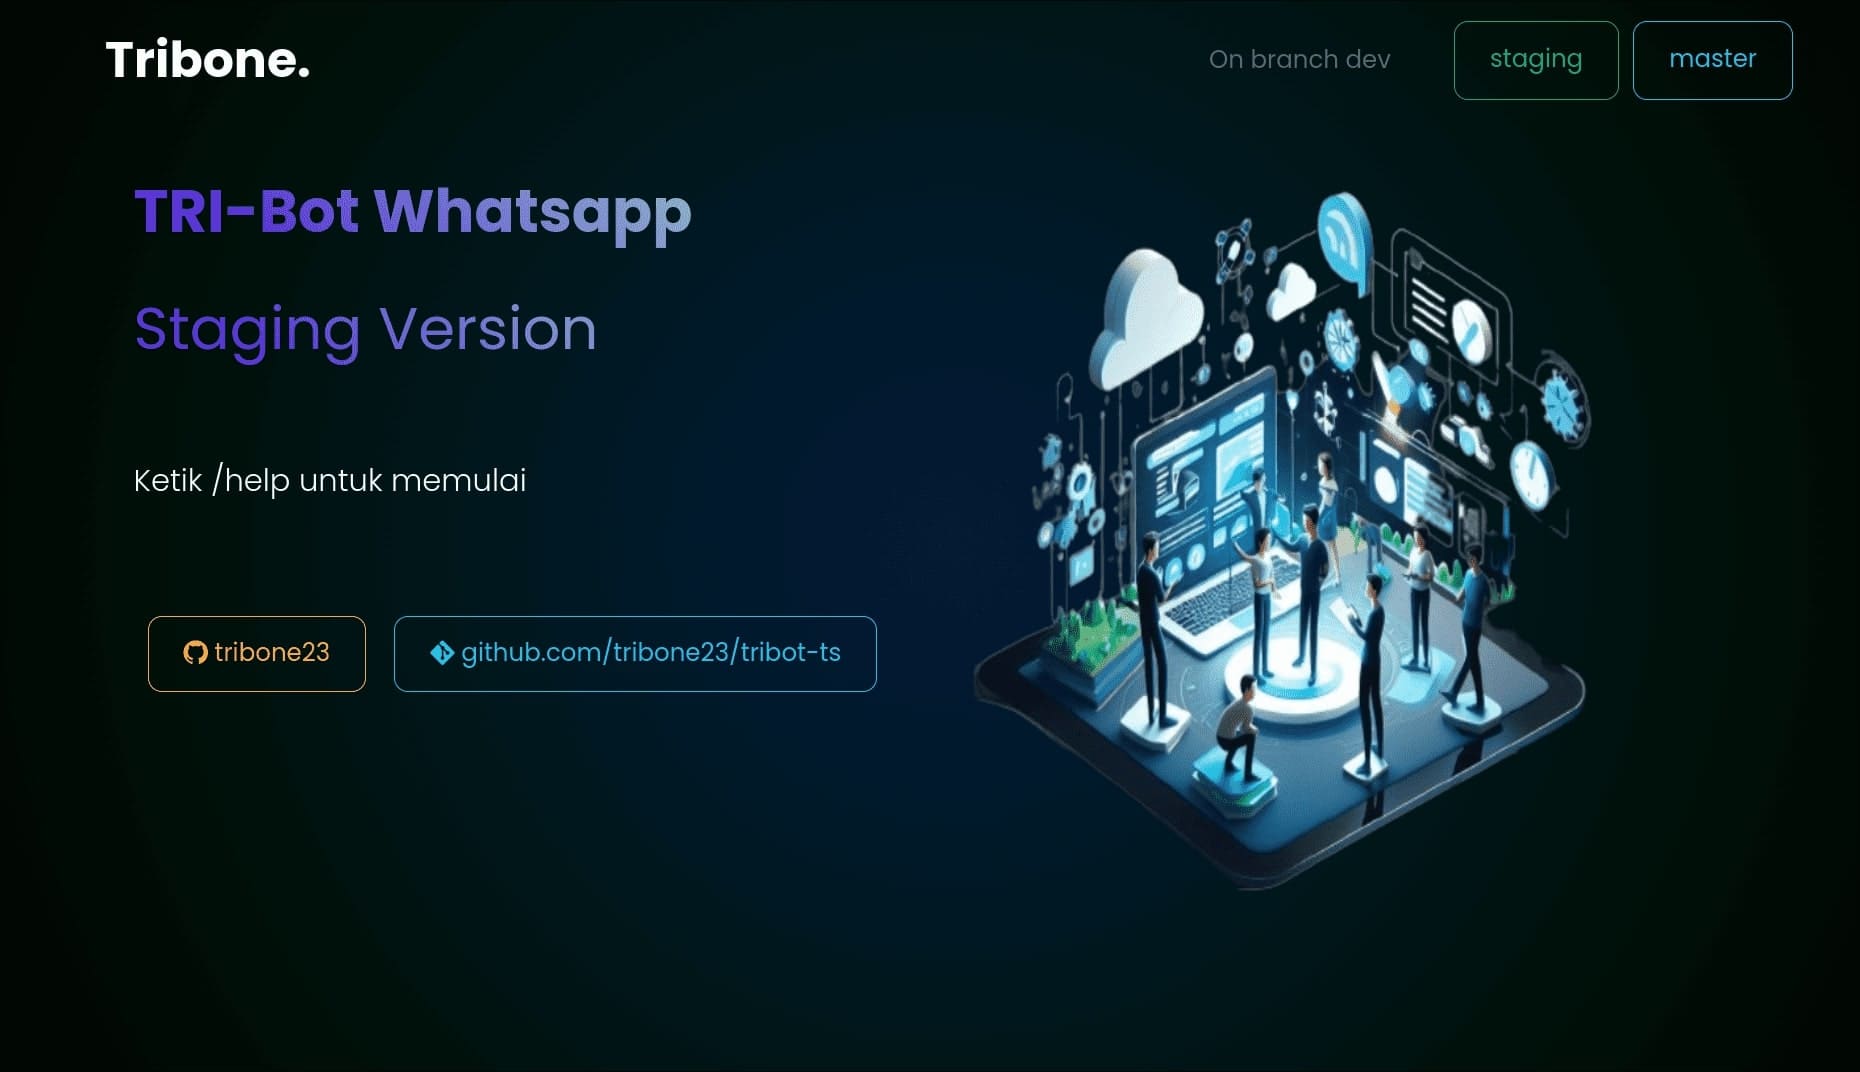 Tribone.
On branch dev
staging
master
TRI-Bot Whatsapp
Staging Version
Ketik /help untuk memulai
tribone23
github.com/tribone23/tribot-ts